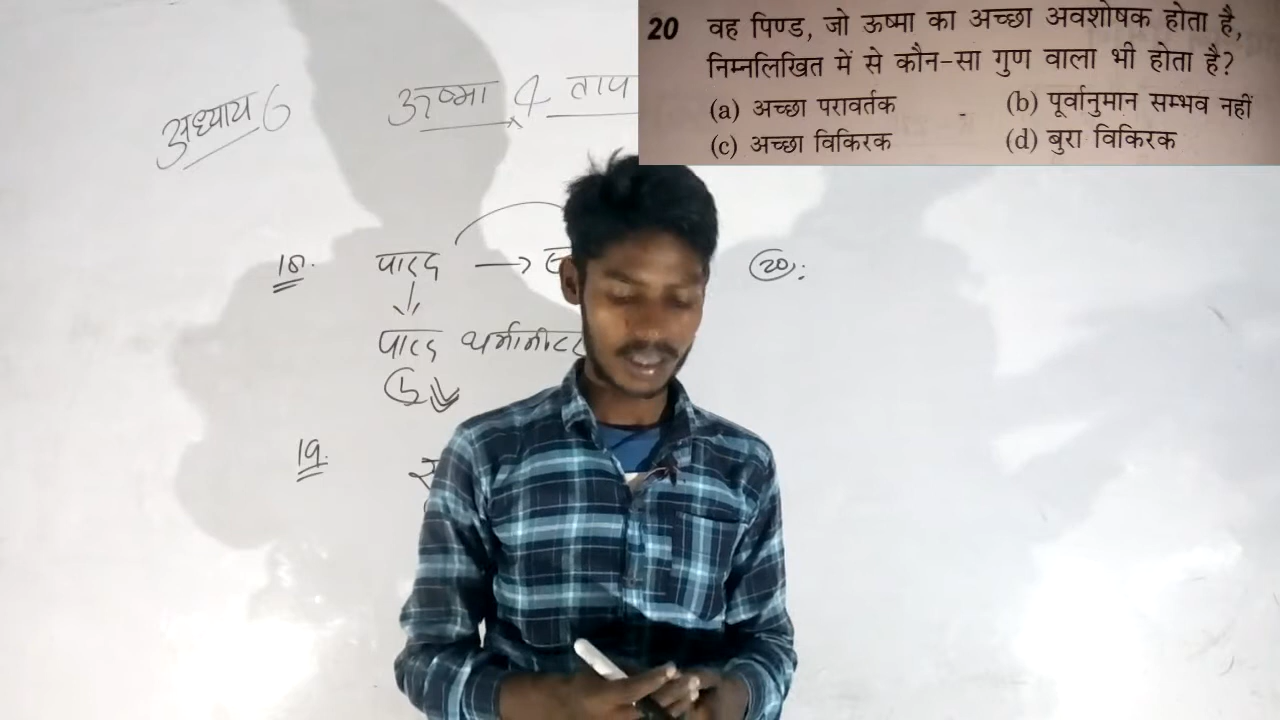 20 वह पिण्ड, जो ऊष्मा का अच्छा अवशोषक होता है,
निम्नलिखित में से कौन-सा गुण वाला भी होता है?
(a) अच्छा परावर्तक (b) पूर्वानुमान सम्भव नहीं
(c) अच्छा विकिरक (d) बुरा विकिरक
अध्याय 6 ऊष्मा & ताप
18. पारद →
20:
पारद थर्मामीटर
b
19.